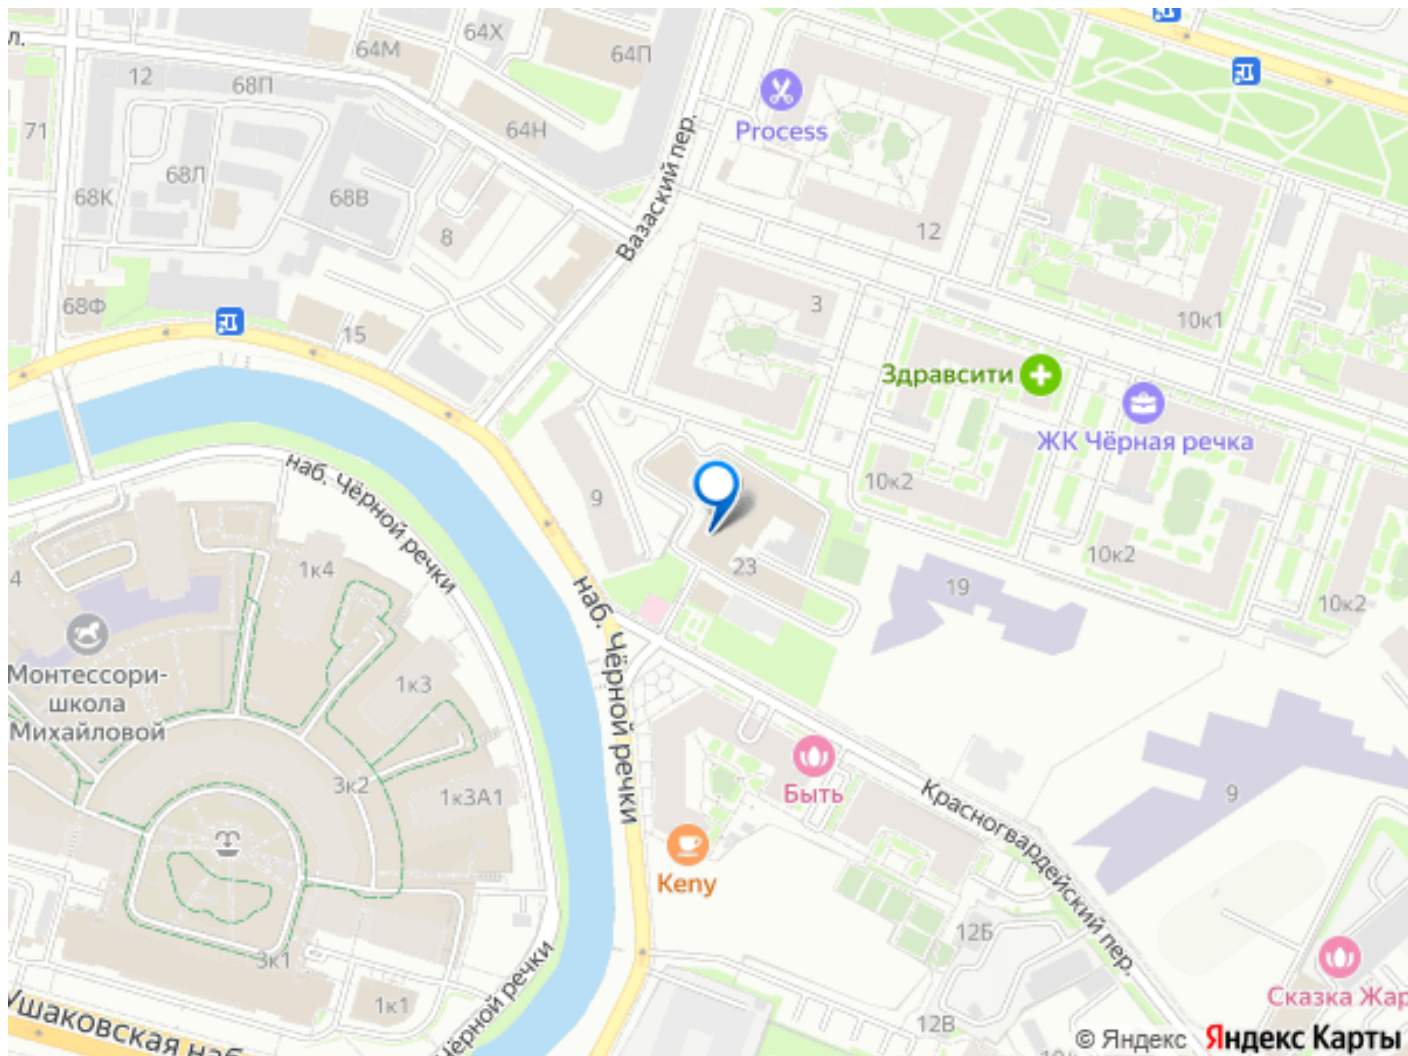 л.
64М
64Х
64П
12
68П
71
64Н
Process
Вазаский пер.
68Л
68К
68В
8
12
68Ф
15
3
10к1
Здравсити
ЖК Чёрная речка
наб. Чёрной речки
9
10к2
10к2
23
19
10к2
4
1к4
наб. Чёрной речки
Монтессори-
школа
Михайловой
1к3
3к2
1к3А1
Быть
9
Красногвардейский пер.
Keny
12Б
3к1
1к1
Чёрной речки
Ушаковская наб.
12В
Сказка Жар
© Яндекс Яндекс Карты